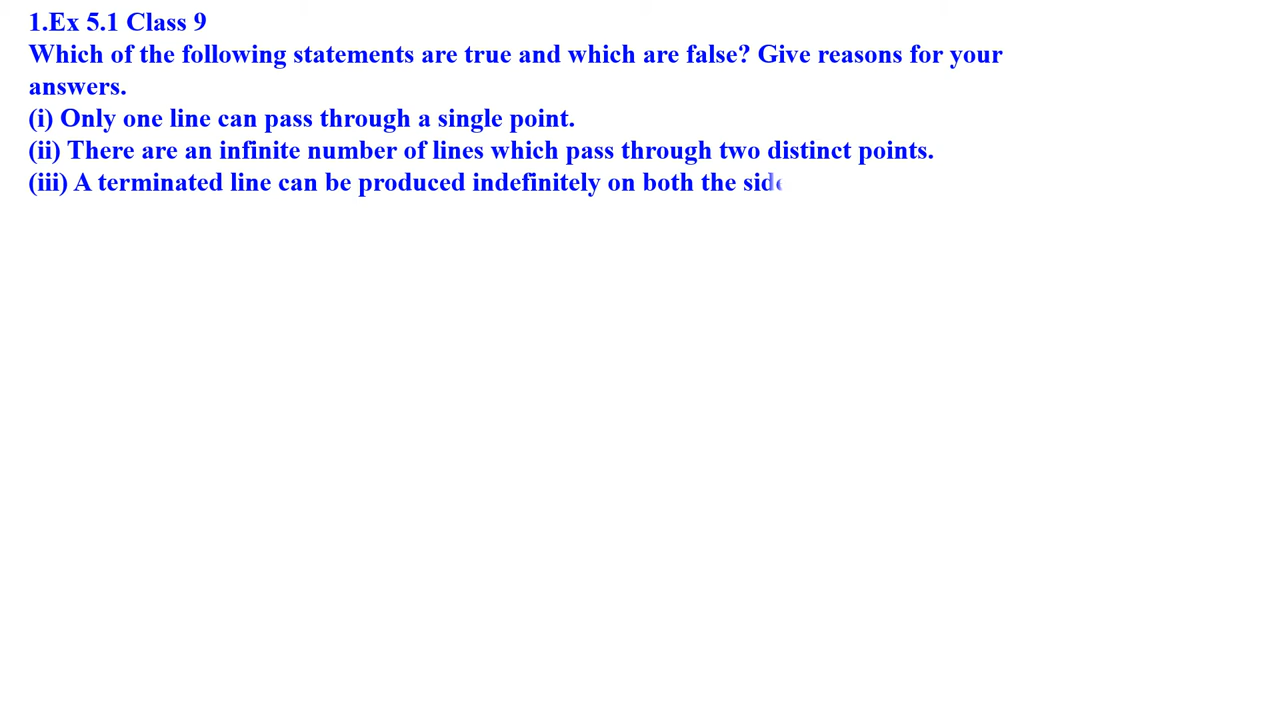 1.Ex 5.1 Class 9
Which of the following statements are true and which are false? Give reasons for your
answers.
(i) Only one line can pass through a single point.
(ii) There are an infinite number of lines which pass through two distinct points.
(iii) A terminated line can be produced indefinitely on both the side